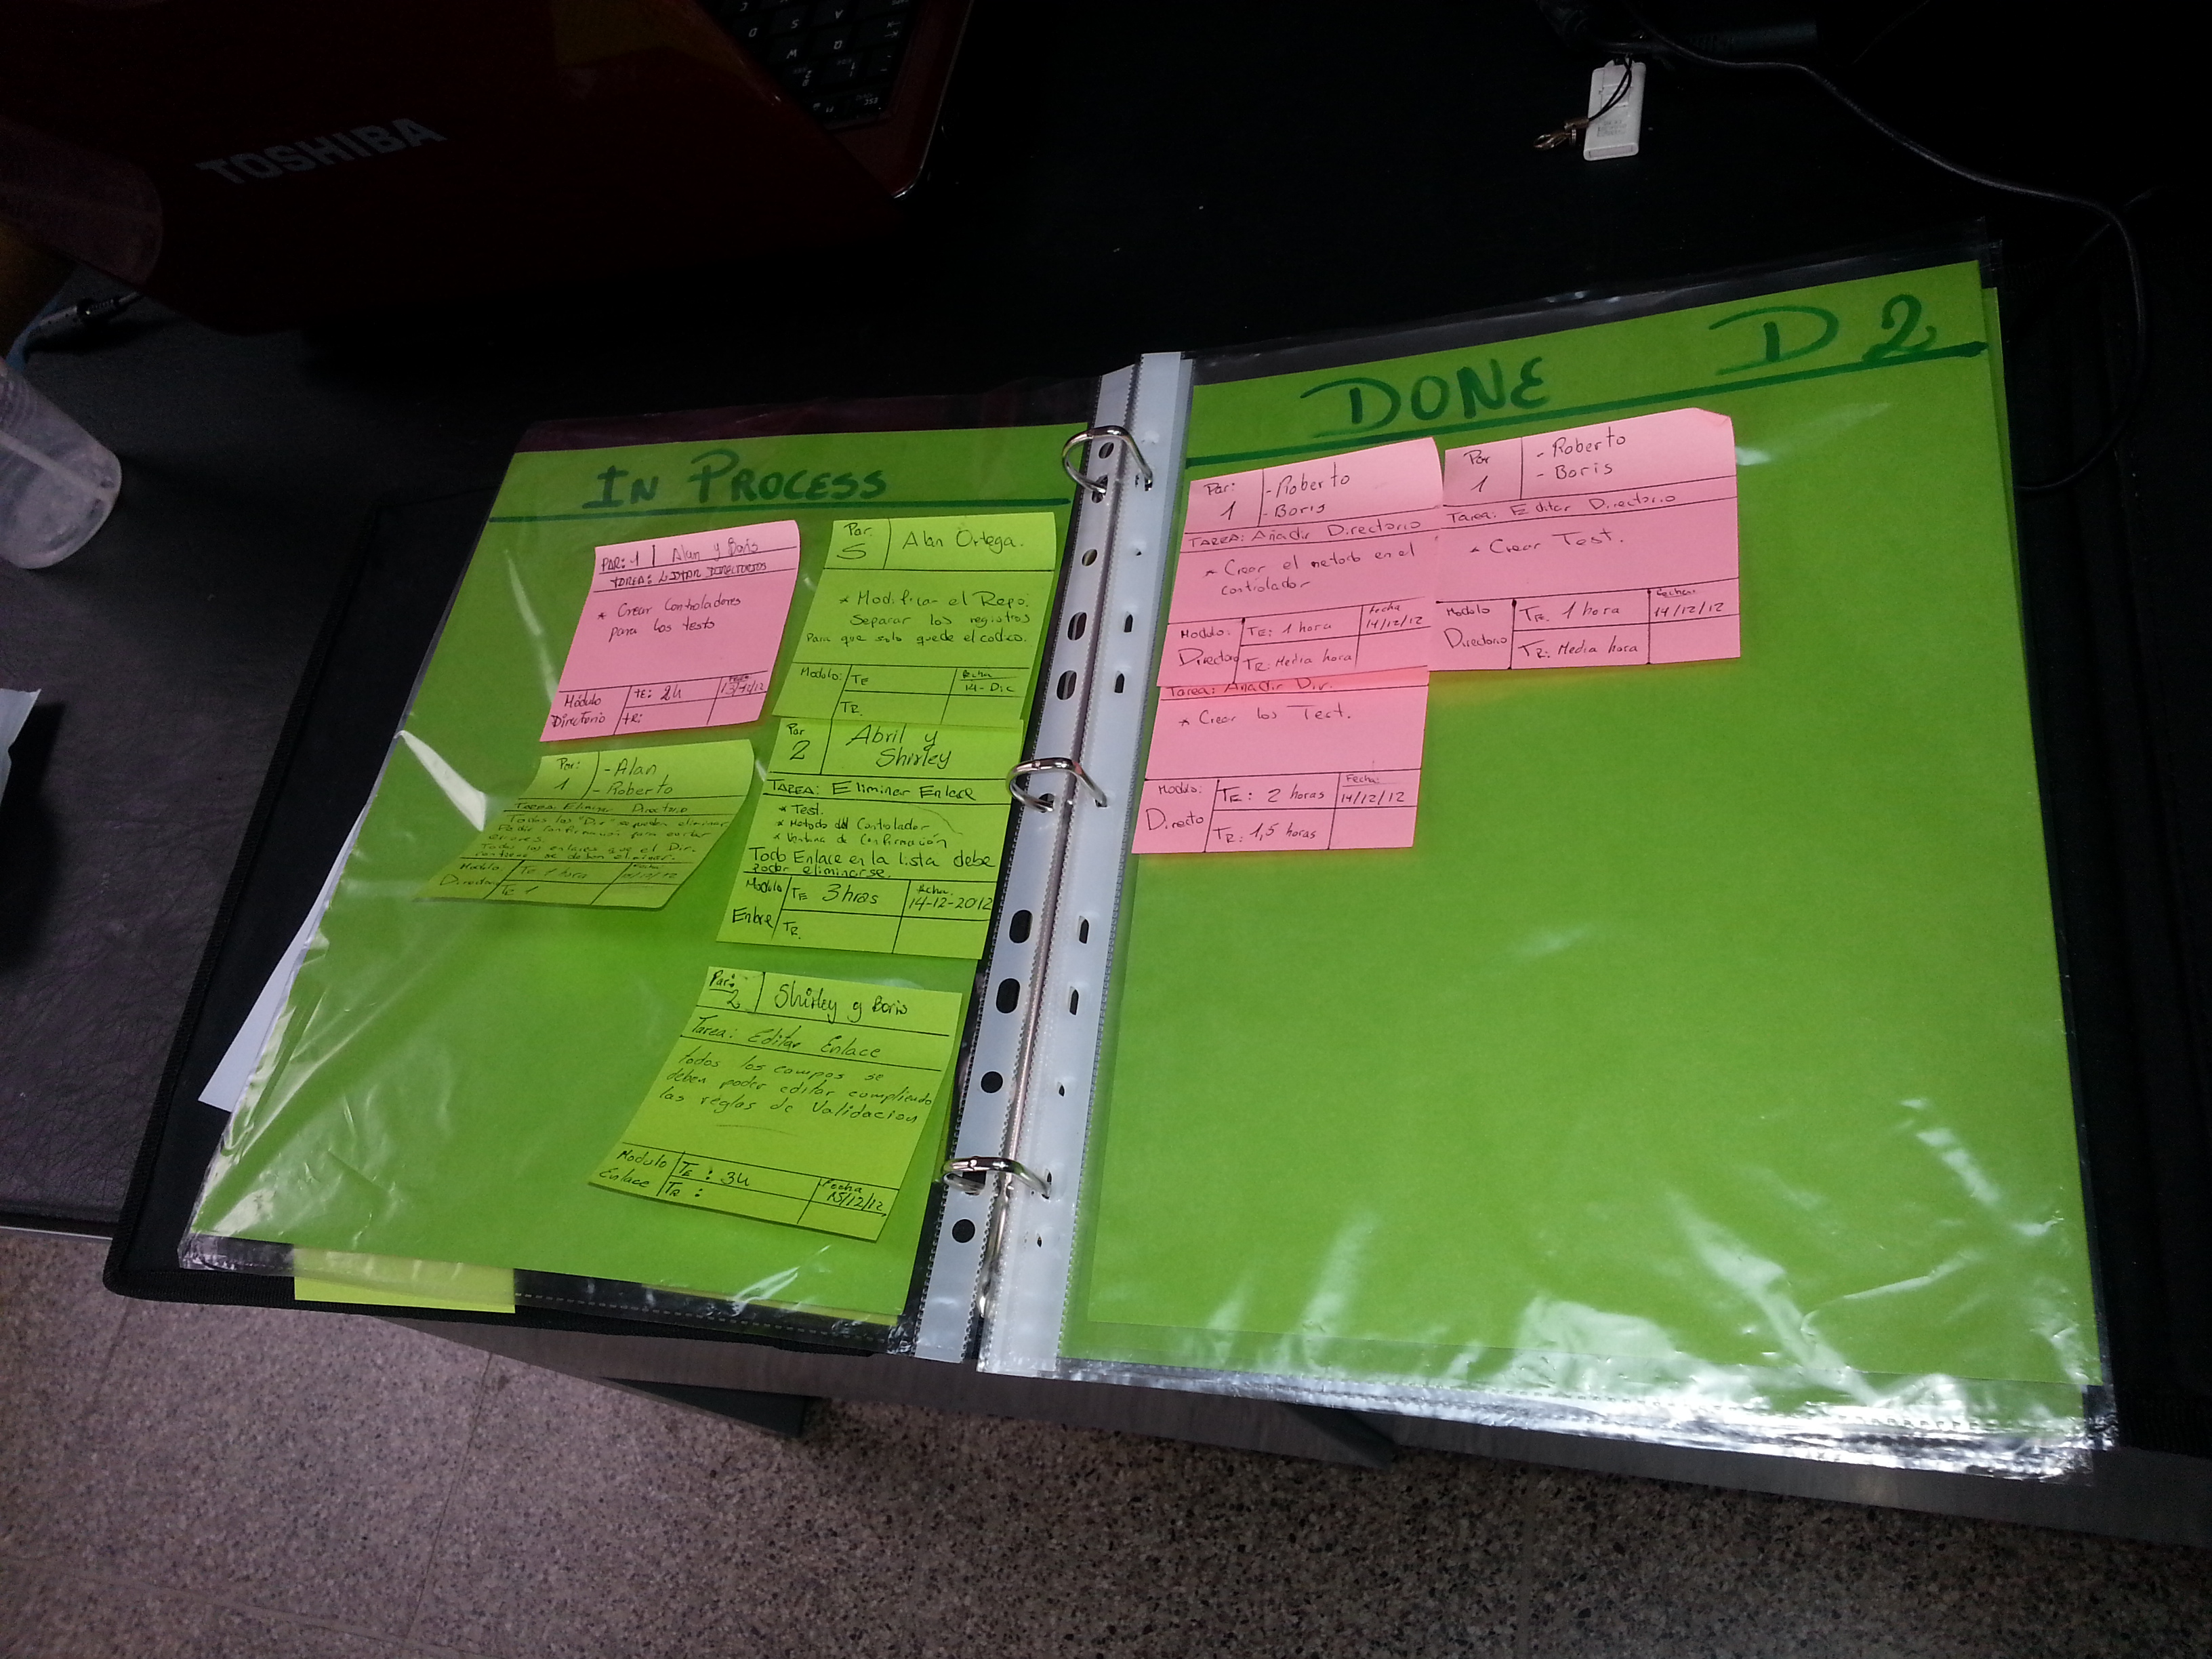 TOSHIBA
IN PROCESS
PAR: 1 Alan y Boris
TAREA: LISTAR DIRECTORIOS
* Crear Controladores
para los tests
Módulo
Directorio
TE: 2h
TR:
Par: 5
Alan Ortega.
* Modificar el Repo.
Separar los registros
Para que solo quede el codigo.
Modulo:
TE
TR.
Fecha
14-Dic
Par: 1
- Alan
- Roberto
Tarea: Eliminar Directorio
Todos los "Dir" se pueden eliminar
Pedir confirmación para evitar
errores.
Todos los enlaces que el Dir.
contiene se deben eliminar.
Modulo:
Directorio
TE 1 hora
Par 2
Abril y
Shirley
TAREA: Eliminar Enlace
* Test.
* Metodo del Controlador
* Ventana de Confirmación
Todo Enlace en la lista debe
poder eliminarse.
Modulo
Enlace
TE 3 hras
TR.
Fecha.
14-12-2012
Par: 2
Shirley y Boris
Tarea: Editar Enlace
todos los campos se
deben poder editar cumpliendo
las reglas de Validacion
Modulo
Enlace
TE: 3h
TR:
Fecha
15/12/12
DONE D2
Par: 1
- Roberto
- Boris
TAREA: Añadir Directorio
* Crear el metodo en el
controlador
Modulo:
Directorio
TE: 1 hora
TR: Media hora
Fecha
14/12/12
Par 1
- Roberto
- Boris
Tarea: Editar Directorio
* Crear Test.
Modulo
Directorio
TE. 1 hora
TR: Media hora
Fecha:
14/12/12
Tarea: Añadir Dir.
* Crear los Test.
Modulo:
Directo
TE: 2 horas
TR: 1,5 horas
Fecha:
14/12/12